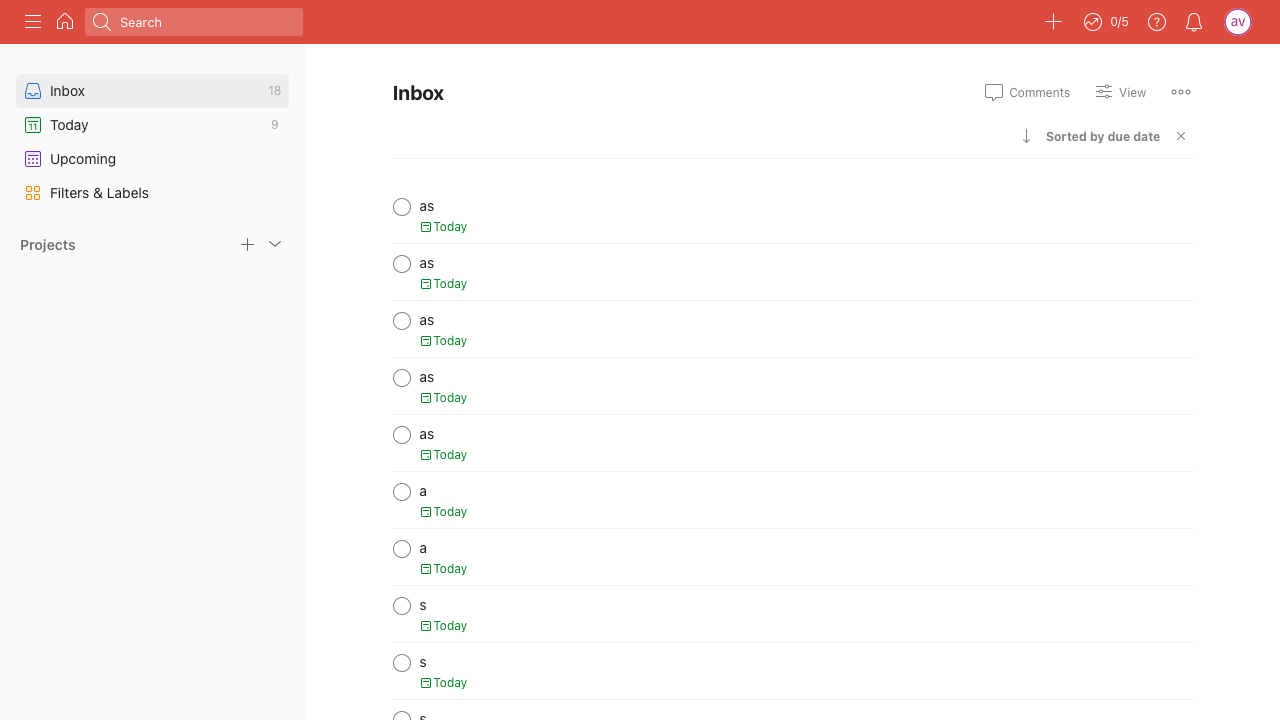 Search
0/5
av
Inbox 18
11 Today 9
Upcoming
Filters & Labels
Projects
Inbox
Comments
View
Sorted by due date
as
Today
as
Today
as
Today
as
Today
as
Today
a
Today
a
Today
s
Today
s
Today
s